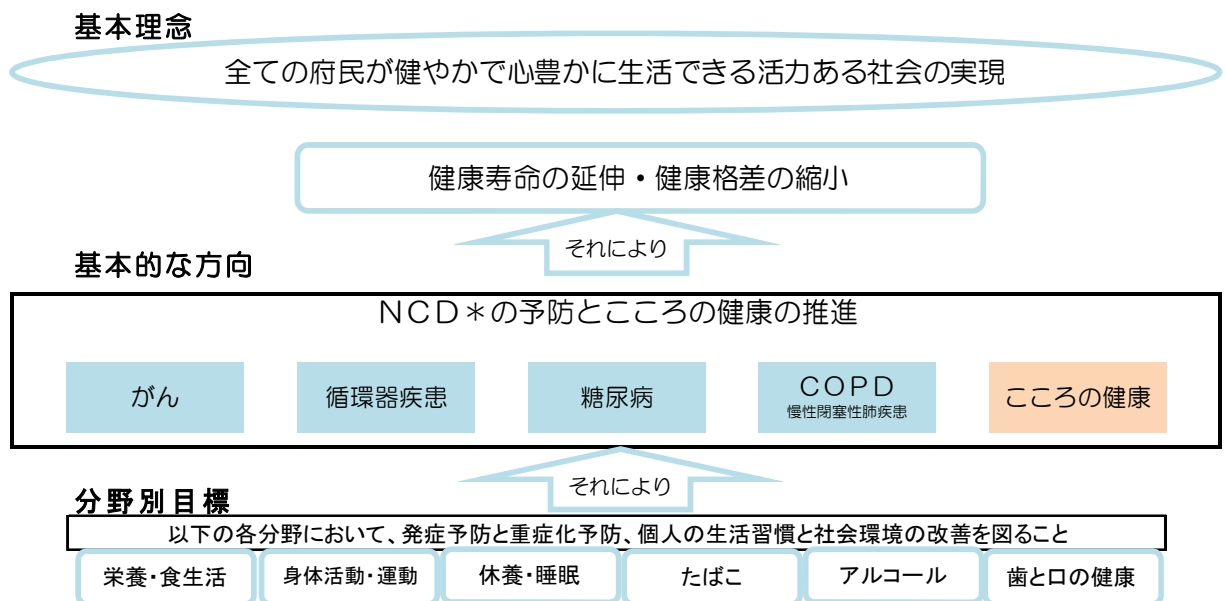 基本理念
全ての府民が健やかで心豊かに生活できる活力ある社会の実現
健康寿命の延伸・健康格差の縮小
それにより
基本的な方向
NCD＊の予防とこころの健康の推進
がん
循環器疾患
糖尿病
COPD
慢性閉塞性肺疾患
こころの健康
それにより
分野別目標
以下の各分野において、発症予防と重症化予防、個人の生活習慣と社会環境の改善を図ること
栄養・食生活
身体活動・運動
休養・睡眠
たばこ
アルコール
歯と口の健康